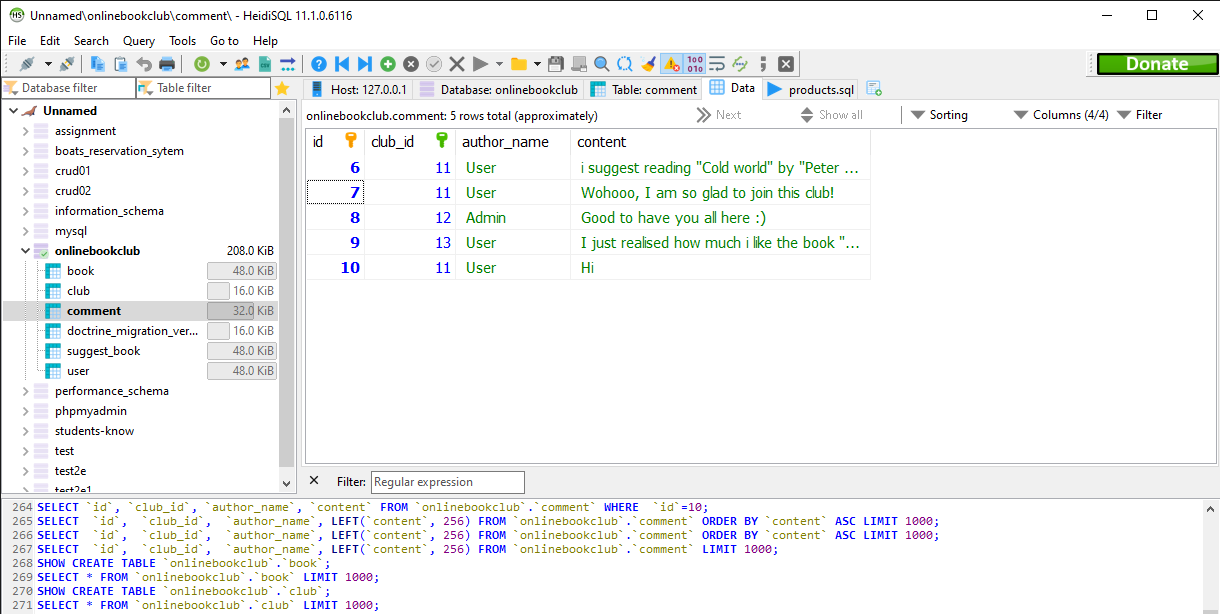 Unnamed\onlinebookclub\comment\ - HeidiSQL 11.1.0.6116
File Edit Search Query Tools Go to Help
Donate
Database filter Table filter
Host: 127.0.0.1 Database: onlinebookclub Table: comment Data products.sql
Unnamed
assignment
boats_reservation_sytem
crud01
crud02
information_schema
mysql
onlinebookclub 208.0 KiB
book 48.0 KiB
club 16.0 KiB
comment 32.0 KiB
doctrine_migration_ver... 16.0 KiB
suggest_book 48.0 KiB
user 48.0 KiB
performance_schema
phpmyadmin
students-know
test
test2e
test2e1
onlinebookclub.comment: 5 rows total (approximately) Next Show all Sorting Columns (4/4) Filter
id club_id author_name content
6 11 User i suggest reading "Cold world" by "Peter ...
7 11 User Wohooo, I am so glad to join this club!
8 12 Admin Good to have you all here :)
9 13 User I just realised how much i like the book "...
10 11 User Hi
Filter: Regular expression
264 SELECT `id`, `club_id`, `author_name`, `content` FROM `onlinebookclub`.`comment` WHERE  `id`=10;
265 SELECT  `id`,  `club_id`,  `author_name`, LEFT(`content`, 256) FROM `onlinebookclub`.`comment` ORDER BY `content` ASC LIMIT 1000;
266 SELECT  `id`,  `club_id`,  `author_name`, LEFT(`content`, 256) FROM `onlinebookclub`.`comment` ORDER BY `content` ASC LIMIT 1000;
267 SELECT  `id`,  `club_id`,  `author_name`, LEFT(`content`, 256) FROM `onlinebookclub`.`comment` LIMIT 1000;
268 SHOW CREATE TABLE `onlinebookclub`.`book`;
269 SELECT * FROM `onlinebookclub`.`book` LIMIT 1000;
270 SHOW CREATE TABLE `onlinebookclub`.`club`;
271 SELECT * FROM `onlinebookclub`.`club` LIMIT 1000;